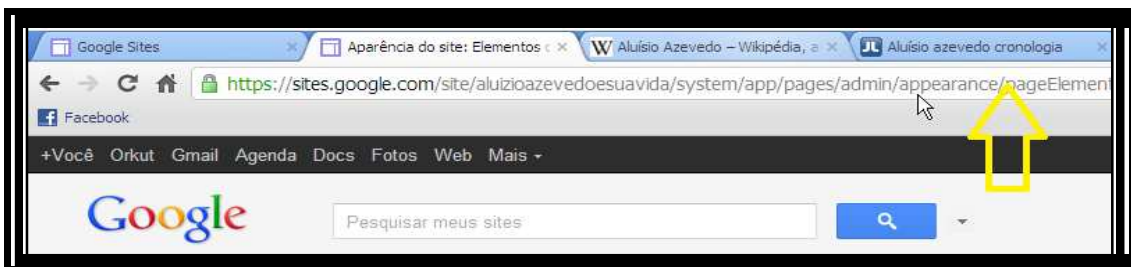 Google Sites
Aparência do site: Elementos
Aluísio Azevedo – Wikipédia, a
Aluísio azevedo cronologia
https://sites.google.com/site/aluizioazevedoesuavida/system/app/pages/admin/appearance/pageElement
Facebook
+Você Orkut Gmail Agenda Docs Fotos Web Mais
Google
Pesquisar meus sites